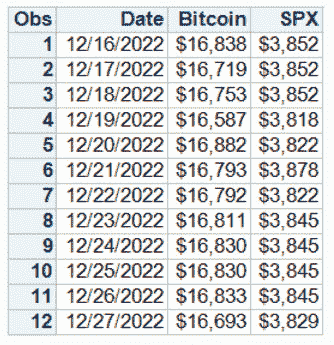 Obs Date Bitcoin SPX
1 12/16/2022 $16,838 $3,852
2 12/17/2022 $16,719 $3,852
3 12/18/2022 $16,753 $3,852
4 12/19/2022 $16,587 $3,818
5 12/20/2022 $16,882 $3,822
6 12/21/2022 $16,793 $3,878
7 12/22/2022 $16,792 $3,822
8 12/23/2022 $16,811 $3,845
9 12/24/2022 $16,830 $3,845
10 12/25/2022 $16,830 $3,845
11 12/26/2022 $16,833 $3,845
12 12/27/2022 $16,693 $3,829